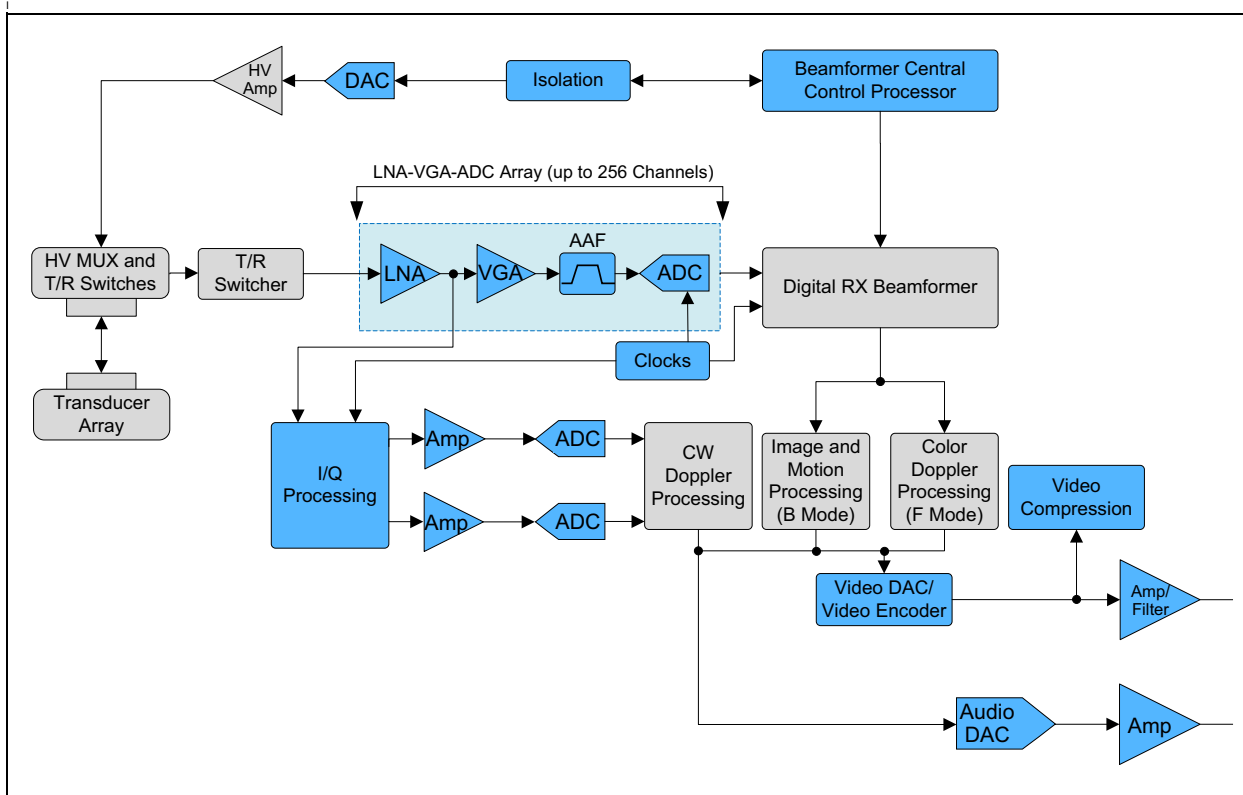 HV
Amp
DAC
Isolation
Beamformer Central
Control Processor
LNA-VGA-ADC Array (up to 256 Channels)
HV MUX and
T/R Switches
T/R
Switcher
LNA
VGA
AAF
ADC
Digital RX Beamformer
Clocks
Transducer
Array
I/Q
Processing
Amp
ADC
Amp
ADC
CW
Doppler
Processing
Image and
Motion
Processing
(B Mode)
Color
Doppler
Processing
(F Mode)
Video
Compression
Video DAC/
Video Encoder
Amp/
Filter
Audio
DAC
Amp